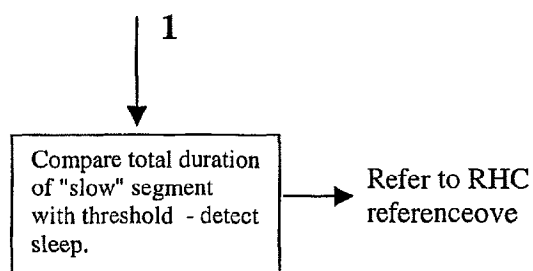 1
Compare total duration
of "slow" segment
with threshold - detect
sleep.
Refer to RHC
referenceove